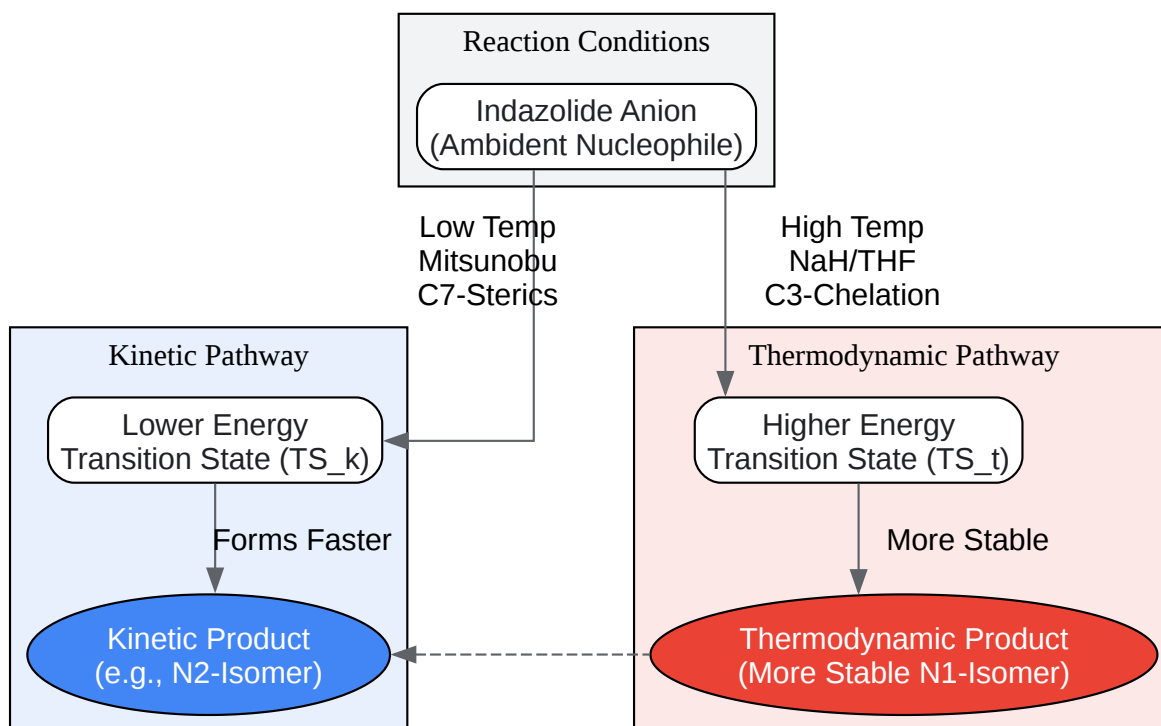 Reaction Conditions
Indazolide Anion
(Ambident Nucleophile)
Low Temp
Mitsunobu
C7-Sterics
High Temp
NaH/THF
C3-Chelation
Kinetic Pathway
Lower Energy
Transition State (TS_k)
Forms Faster
Kinetic Product
(e.g., N2-Isomer)
Thermodynamic Pathway
Higher Energy
Transition State (TS_t)
More Stable
Thermodynamic Product
(More Stable N1-Isomer)